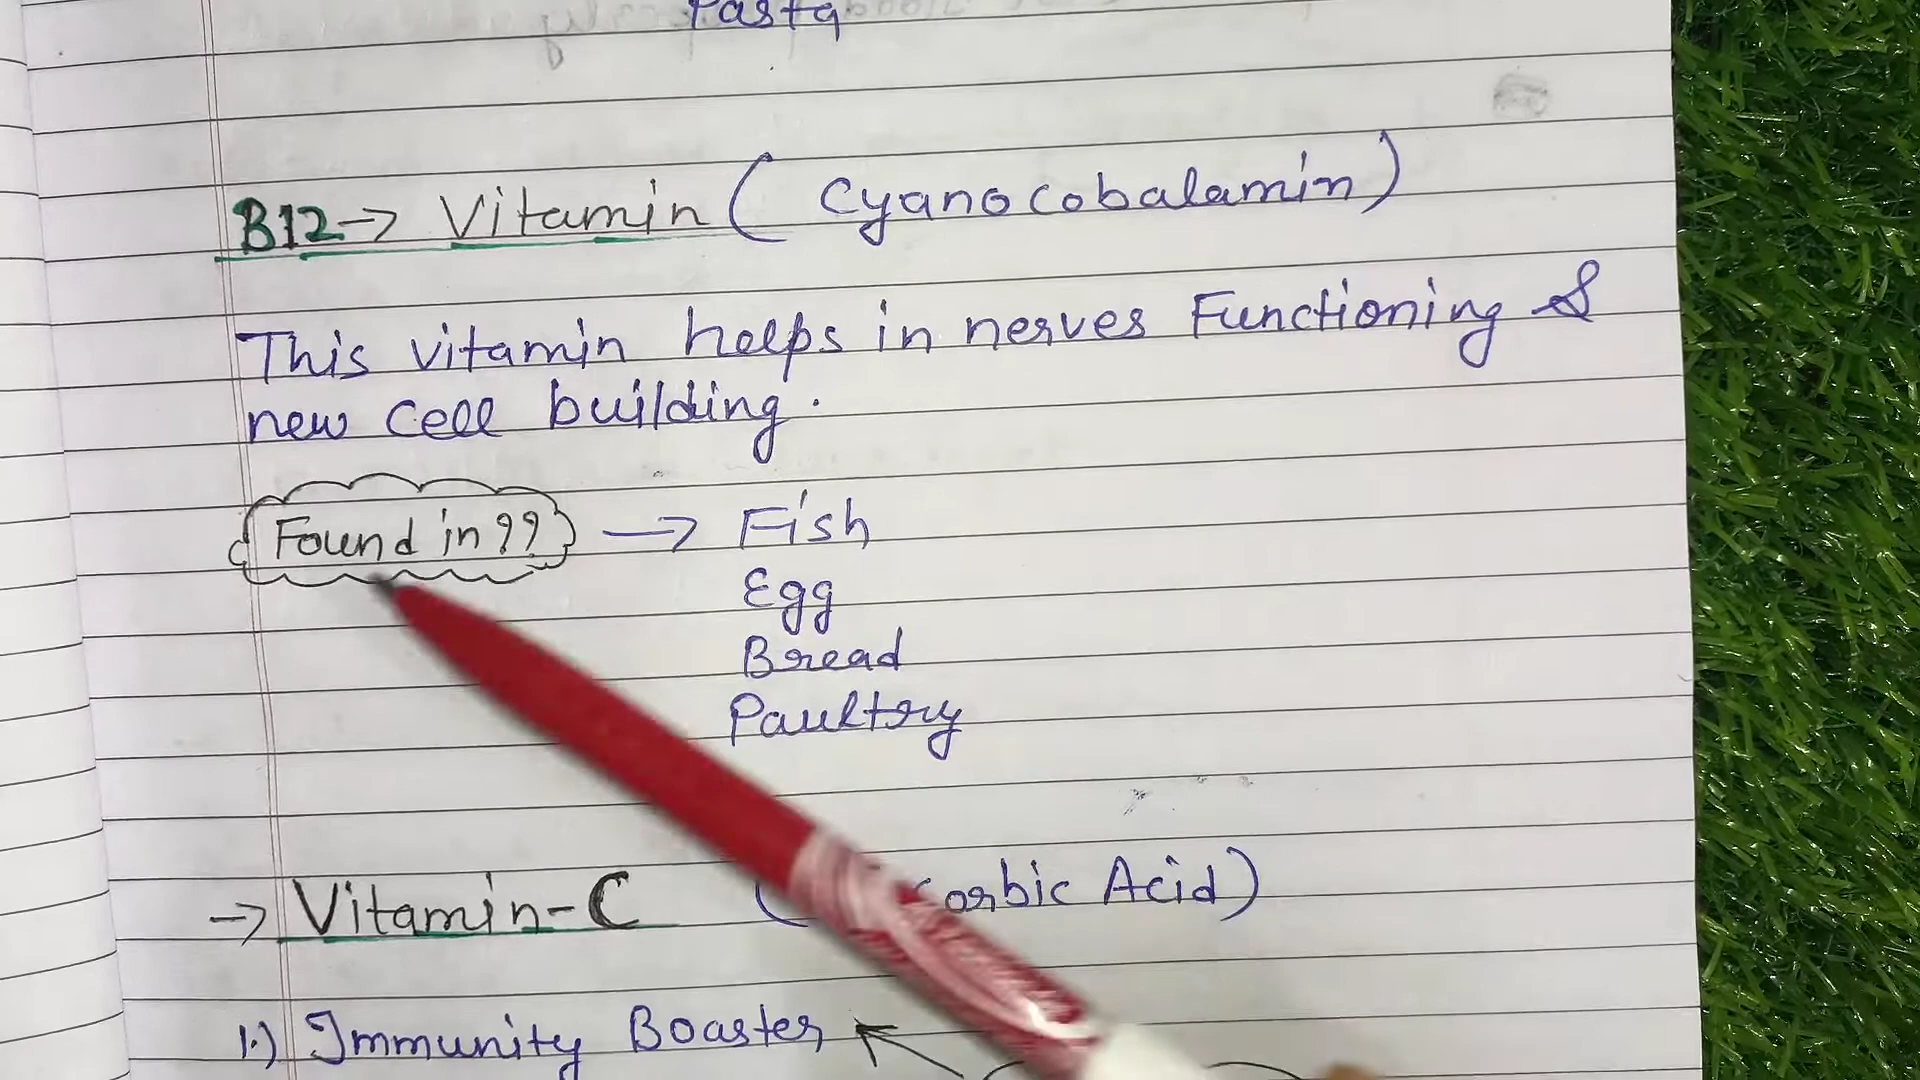 Pasta
B12 → Vitamin ( Cyanocobalamin )
This vitamin helps in nerves Functioning &
new cell building.
Found in ?? → Fish
Egg
Bread
Paultry
→ Vitamin-C ( corbic Acid )
1.) Immunity Boaster